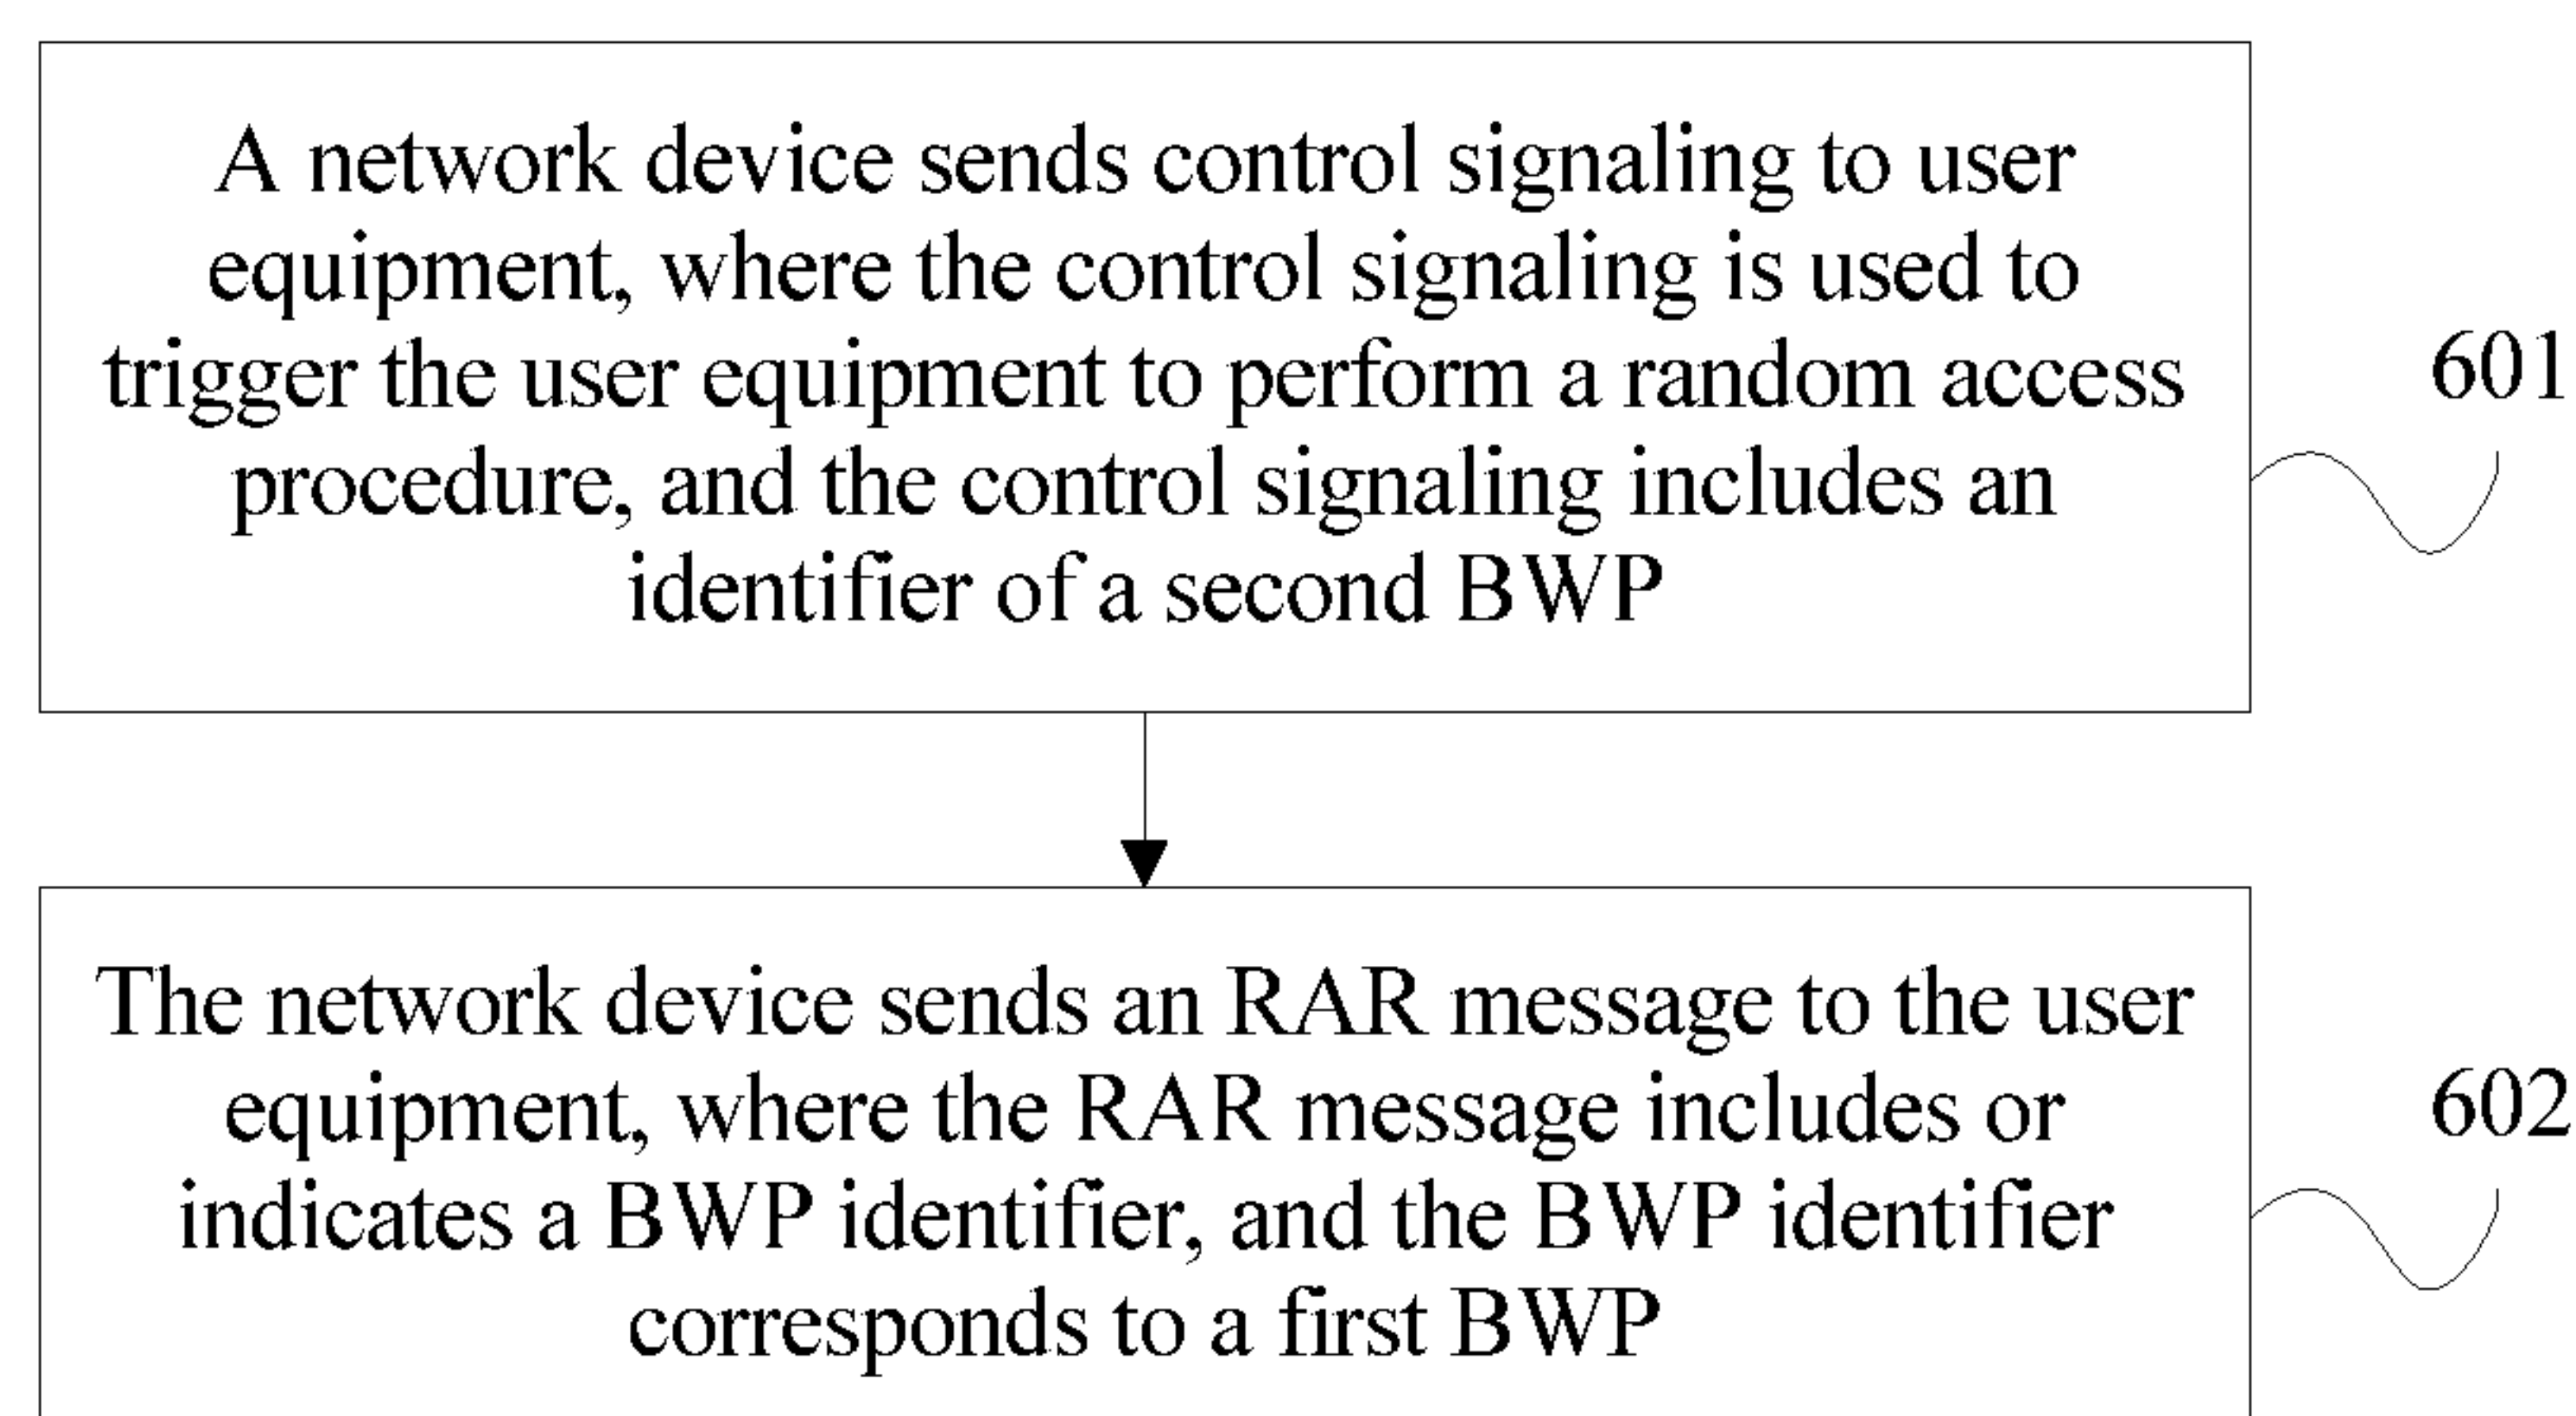 A network device sends control signaling to user
equipment, where the control signaling is used to
trigger the user equipment to perform a random access
procedure, and the control signaling includes an
identifier of a second BWP
601
The network device sends an RAR message to the user
equipment, where the RAR message includes or
indicates a BWP identifier, and the BWP identifier
corresponds to a first BWP
602